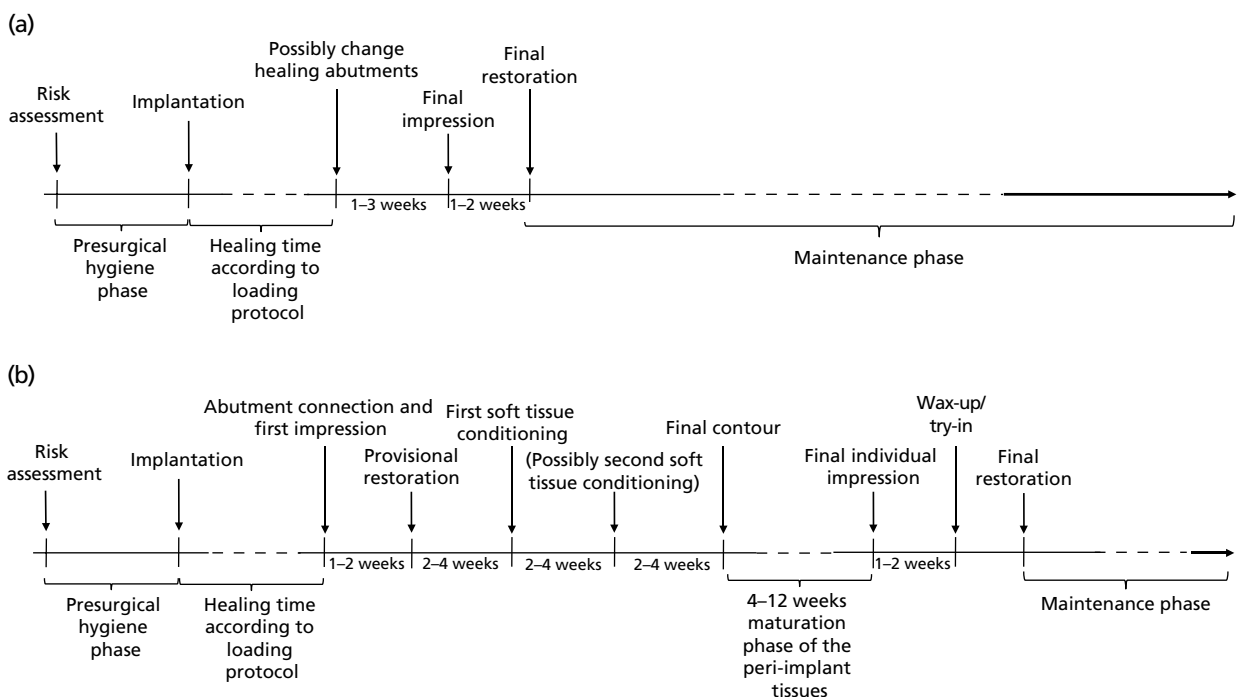 (a)
Risk
assessment
Implantation
Possibly change
healing abutments
Final
impression
Final
restoration
1–3 weeks
1–2 weeks
Presurgical
hygiene
phase
Healing time
according to
loading
protocol
Maintenance phase
(b)
Risk
assessment
Implantation
Abutment connection and
first impression
Provisional
restoration
First soft tissue
conditioning
(Possibly second soft
tissue conditioning)
Final contour
Final individual
impression
Wax-up/
try-in
Final
restoration
1–2 weeks
2–4 weeks
2–4 weeks
2–4 weeks
1–2 weeks
Presurgical
hygiene
phase
Healing time
according to
loading
protocol
4–12 weeks
maturation
phase of the
peri-implant
tissues
Maintenance phase